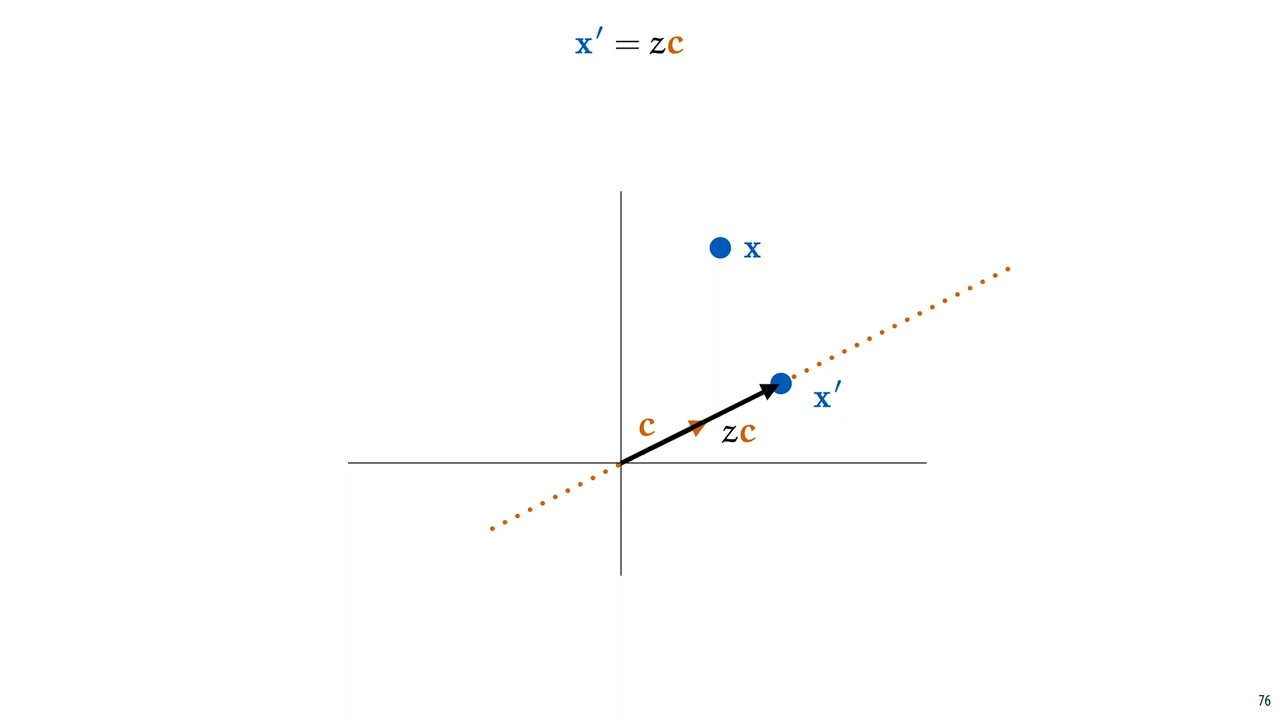 x′ = zc
x
x′
c
zc
76